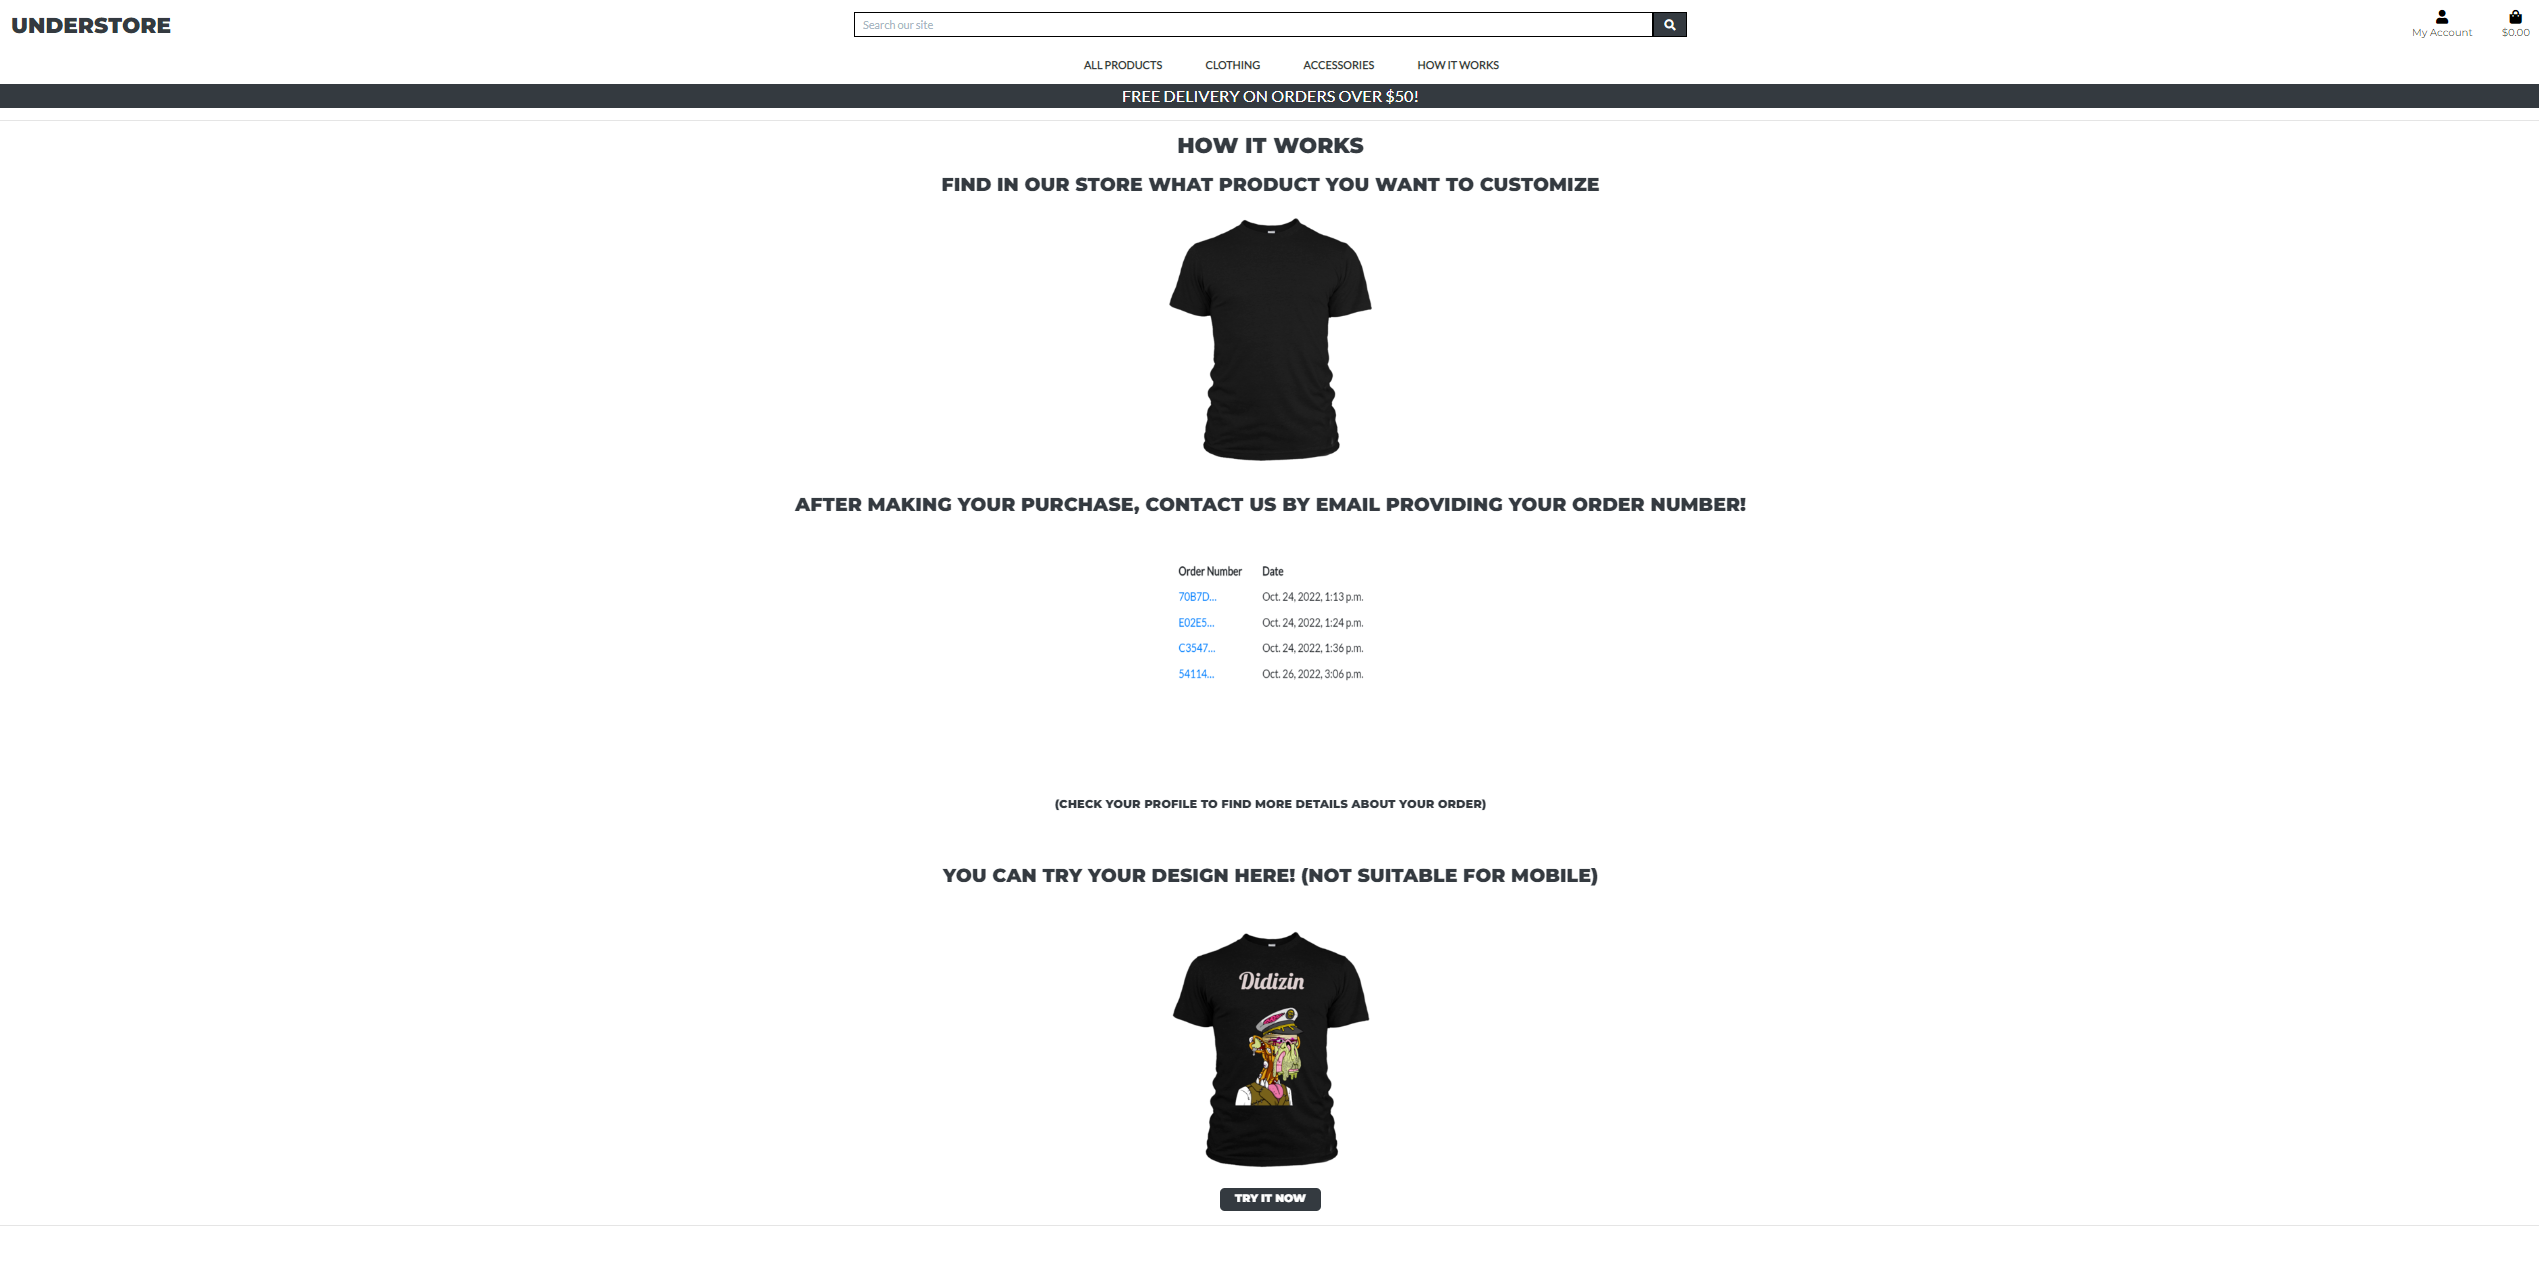 UNDERSTORE
Search our site
My Account
$0.00
ALL PRODUCTS
CLOTHING
ACCESSORIES
HOW IT WORKS
FREE DELIVERY ON ORDERS OVER $50!
HOW IT WORKS
FIND IN OUR STORE WHAT PRODUCT YOU WANT TO CUSTOMIZE
AFTER MAKING YOUR PURCHASE, CONTACT US BY EMAIL PROVIDING YOUR ORDER NUMBER!
Order Number Date
70B7D... Oct. 24, 2022, 1:13 p.m.
E02E5... Oct. 24, 2022, 1:24 p.m.
C3547... Oct. 24, 2022, 1:36 p.m.
54114... Oct. 26, 2022, 3:06 p.m.
(CHECK YOUR PROFILE TO FIND MORE DETAILS ABOUT YOUR ORDER)
YOU CAN TRY YOUR DESIGN HERE! (NOT SUITABLE FOR MOBILE)
Didizin
TRY IT NOW